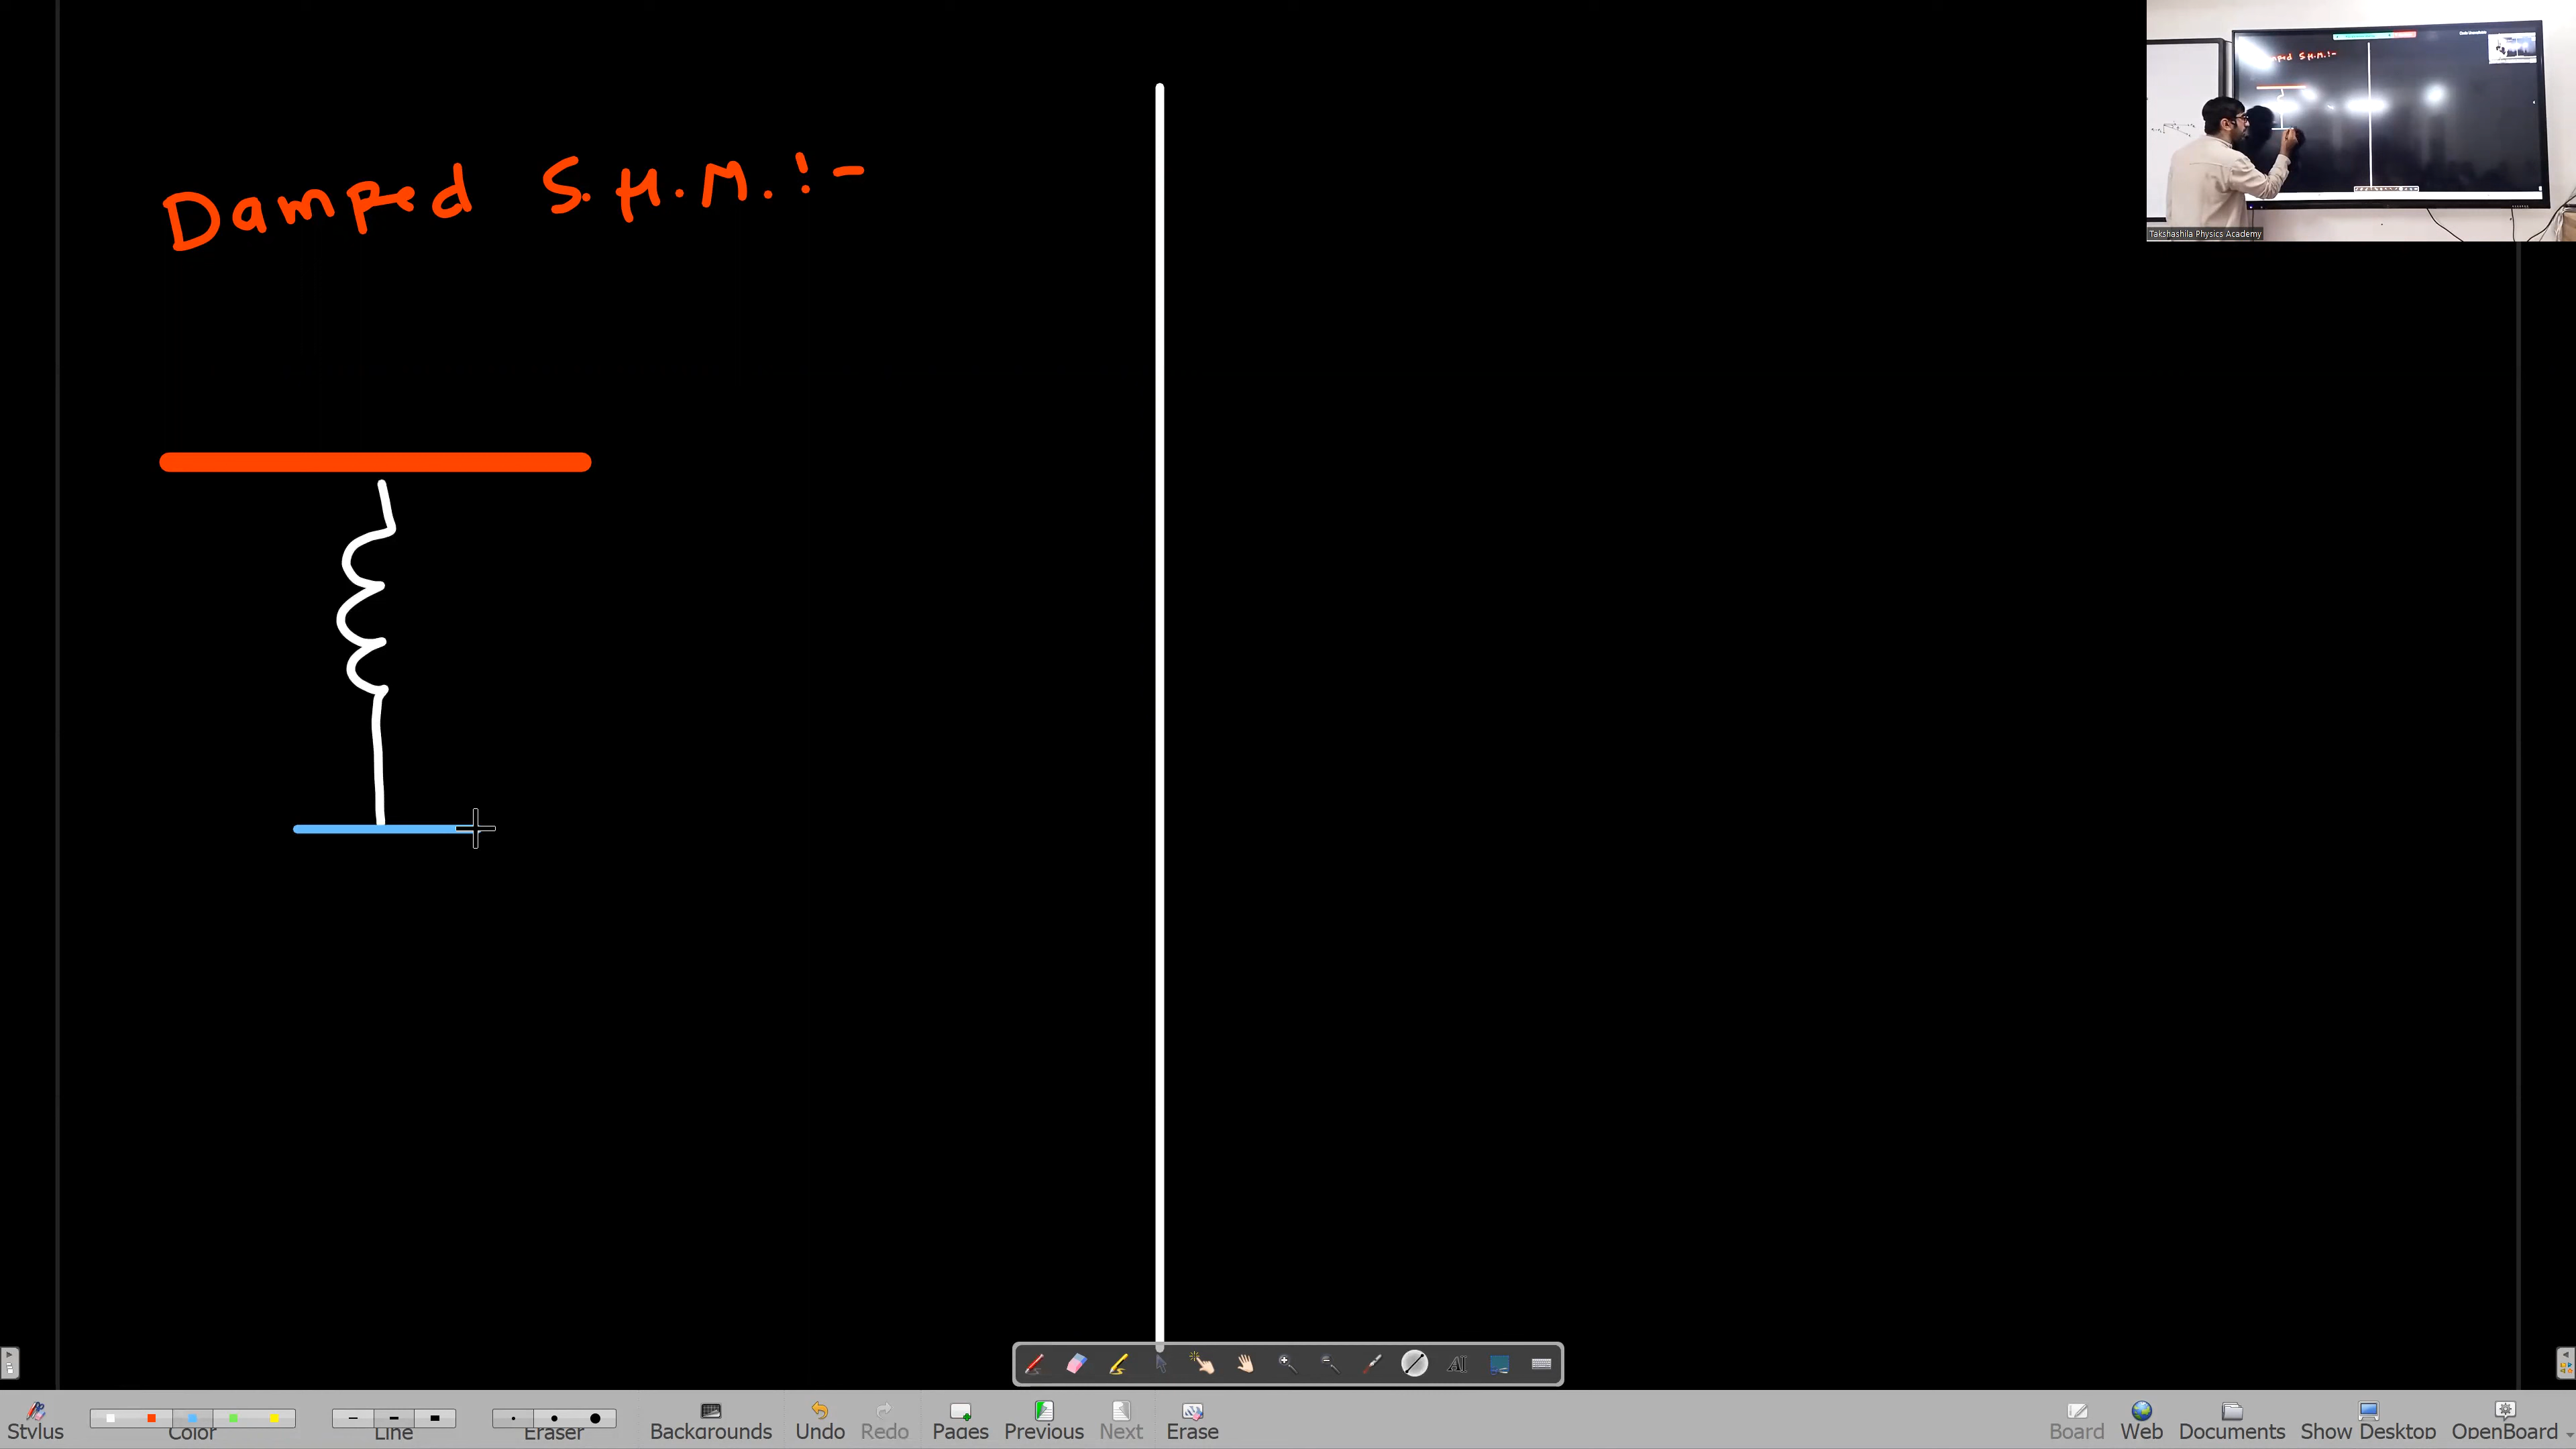 Damped S.H.M. :-
Takshashila Physics Academy
Stylus
Color
Line
Eraser
Backgrounds
Undo
Redo
Pages
Previous
Next
Erase
Board
Web
Documents
Show Desktop
OpenBoard